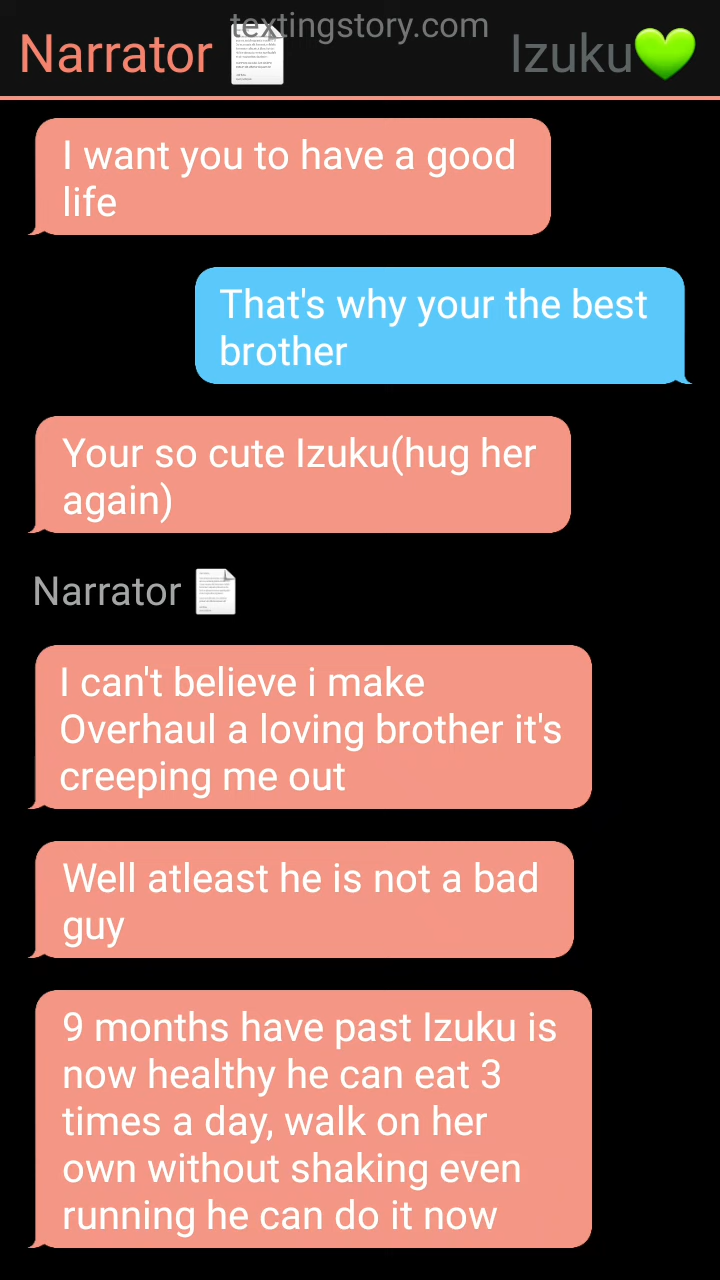 textingstory.com
Narrator 📄 Izuku💚
I want you to have a good
life
That's why your the best
brother
Your so cute Izuku(hug her
again)
Narrator 📄
I can't believe i make
Overhaul a loving brother it's
creeping me out
Well atleast he is not a bad
guy
9 months have past Izuku is
now healthy he can eat 3
times a day, walk on her
own without shaking even
running he can do it now